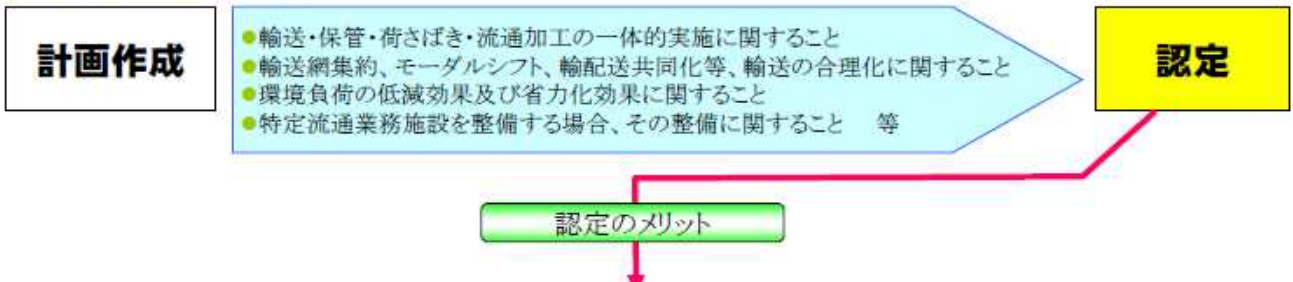 計画作成
●輸送・保管・荷さばき・流通加工の一体的実施に関すること
●輸送網集約、モーダルシフト、輸配送共同化等、輸送の合理化に関すること
●環境負荷の低減効果及び省力化効果に関すること
●特定流通業務施設を整備する場合、その整備に関すること　等
認定
認定のメリット